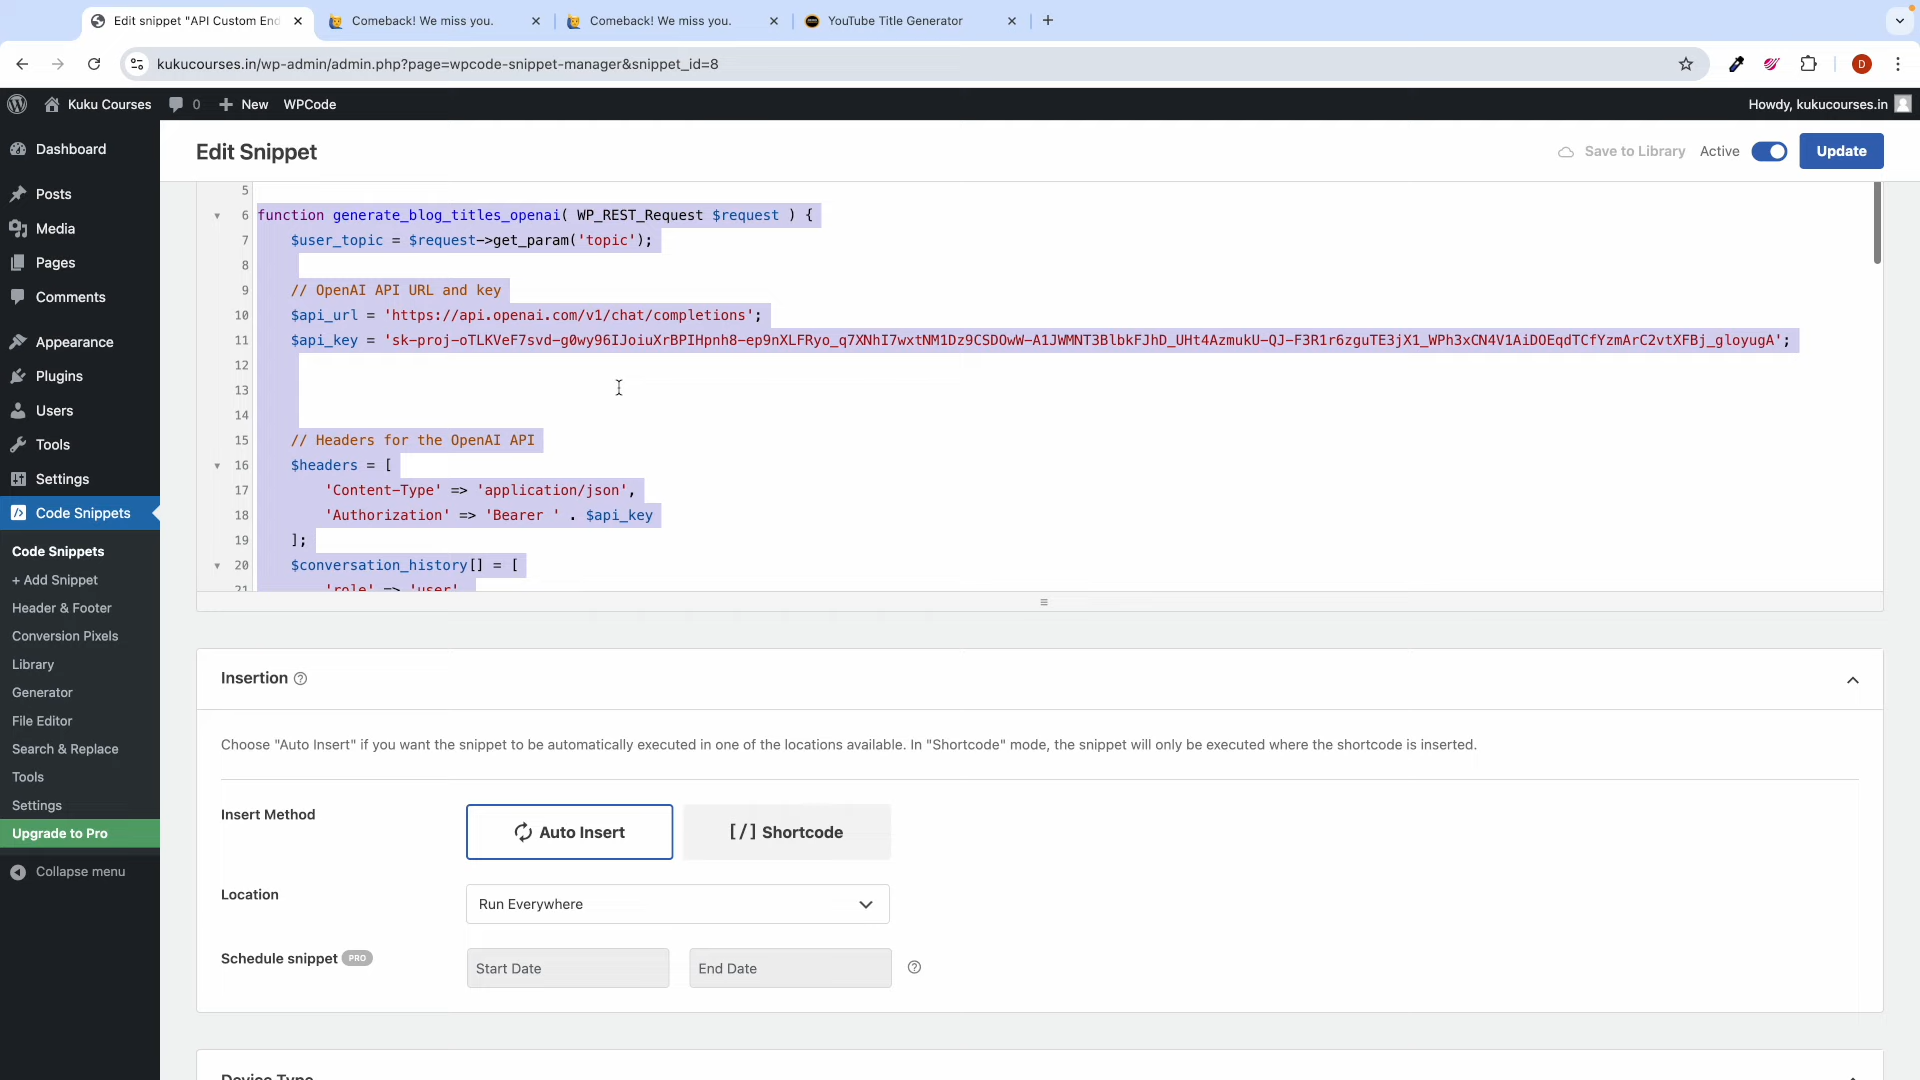 Edit snippet "API Custom End
Comeback! We miss you.
Comeback! We miss you.
YouTube Title Generator
kukucourses.in/wp-admin/admin.php?page=wpcode-snippet-manager&snippet_id=8
D
Kuku Courses
0
New
WPCode
Howdy, kukucourses.in
Dashboard
Posts
Media
Pages
Comments
Appearance
Plugins
Users
Tools
Settings
Code Snippets
Code Snippets
+ Add Snippet
Header & Footer
Conversion Pixels
Library
Generator
File Editor
Search & Replace
Tools
Settings
Upgrade to Pro
Collapse menu
Edit Snippet
Save to Library
Active
Update
5
6 function generate_blog_titles_openai( WP_REST_Request $request ) {
7 $user_topic = $request->get_param('topic');
8
9 // OpenAI API URL and key
10 $api_url = 'https://api.openai.com/v1/chat/completions';
11 $api_key = '[API key redacted]';
12
13
14
15 // Headers for the OpenAI API
16 $headers = [
17 'Content-Type' => 'application/json',
18 'Authorization' => 'Bearer ' . $api_key
19 ];
20 $conversation_history[] = [
21 'role' => 'user'
Insertion
Choose "Auto Insert" if you want the snippet to be automatically executed in one of the locations available. In "Shortcode" mode, the snippet will only be executed where the shortcode is inserted.
Insert Method
Auto Insert
[/] Shortcode
Location
Run Everywhere
Schedule snippet PRO
Start Date
End Date
Device Type